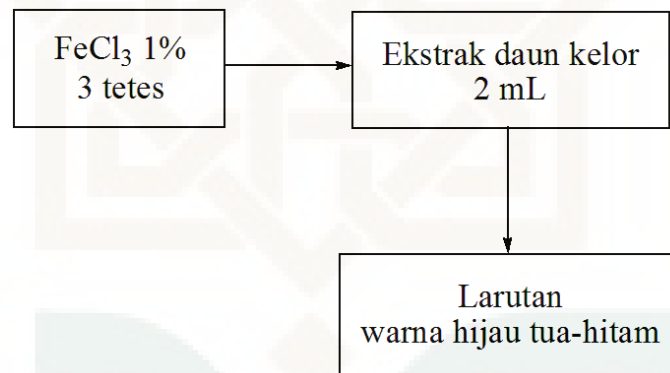 FeCl₃ 1%
3 tetes
Ekstrak daun kelor
2 mL
Larutan
warna hijau tua-hitam